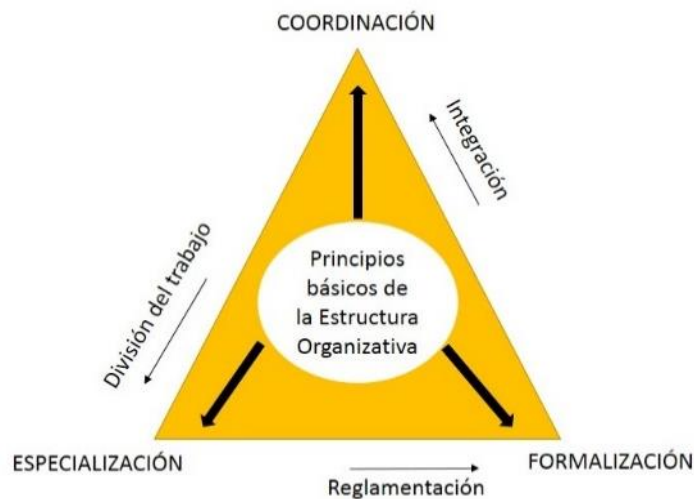 COORDINACIÓN
Integración
División del trabajo
Principios
básicos de
la Estructura
Organizativa
ESPECIALIZACIÓN
FORMALIZACIÓN
Reglamentación